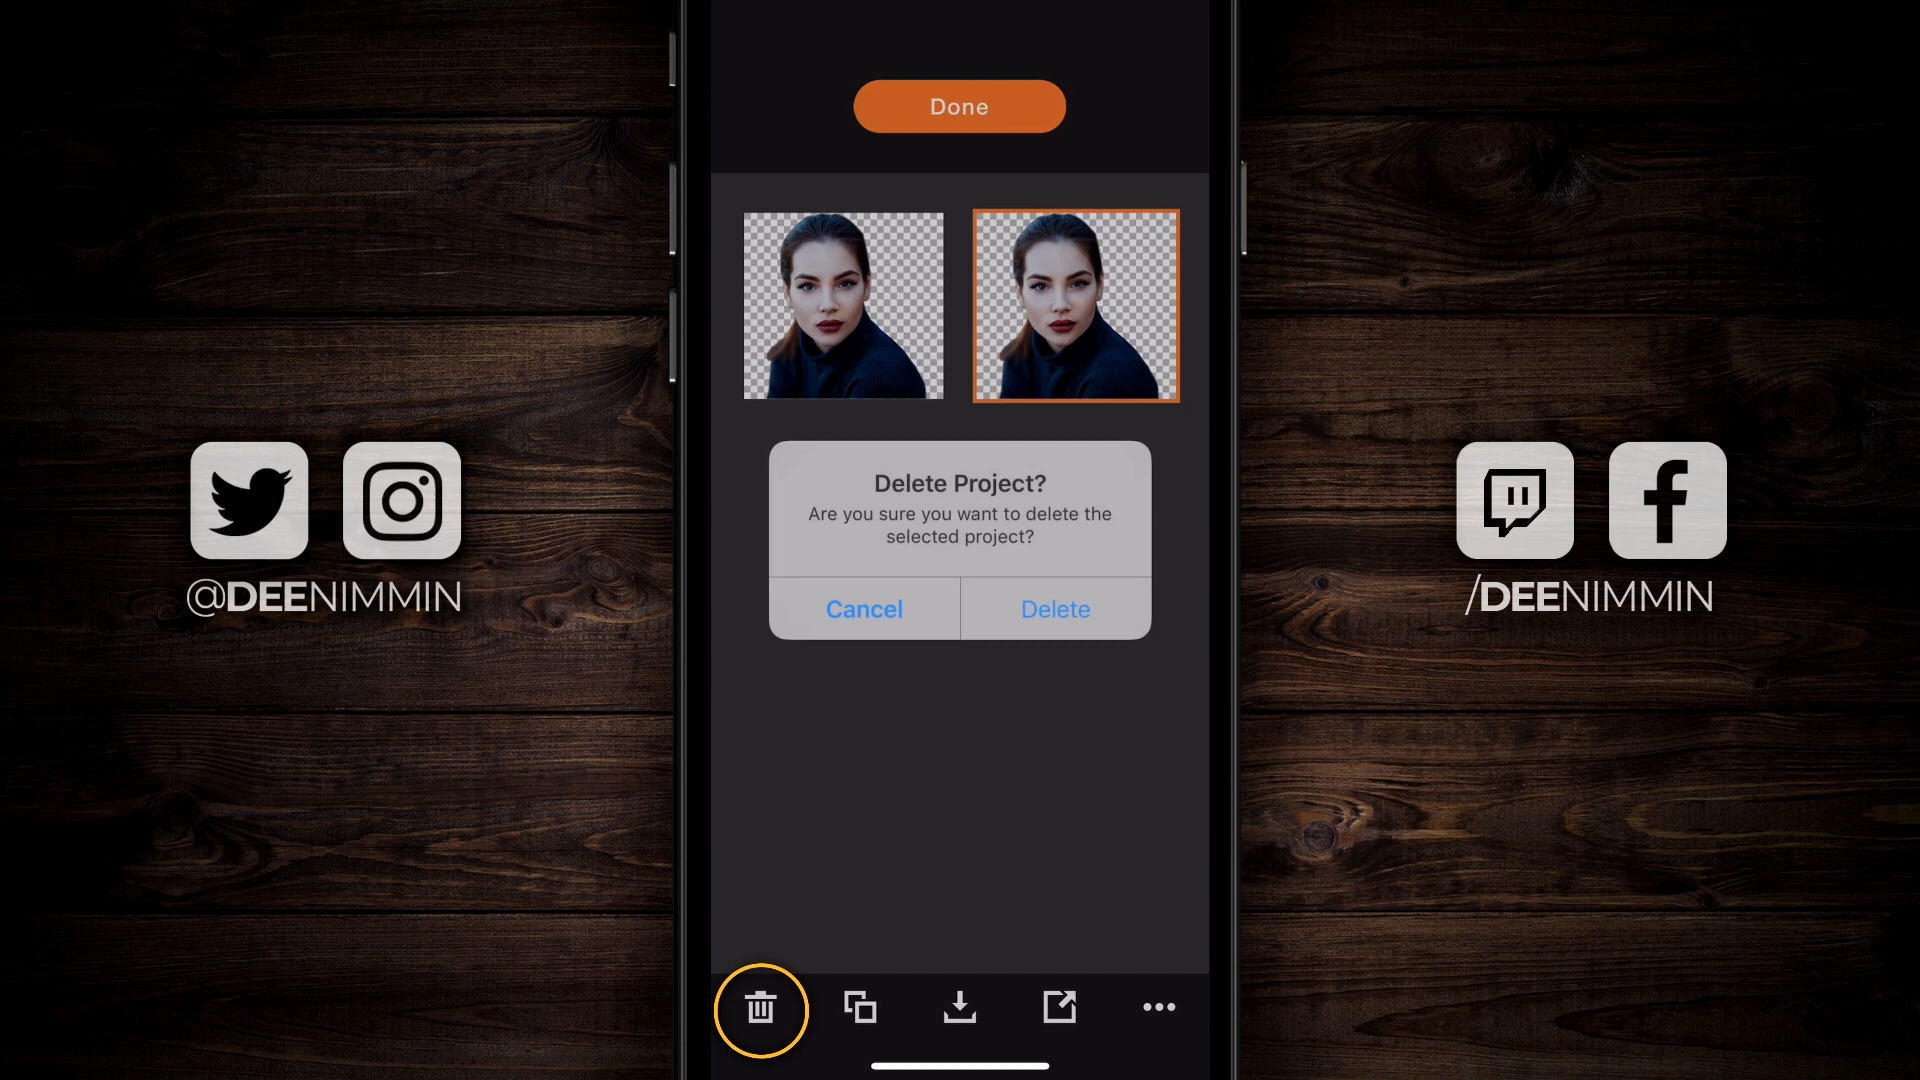 Done
Delete Project?
Are you sure you want to delete the
selected project?
Cancel
Delete
@DEENIMMIN
/DEENIMMIN